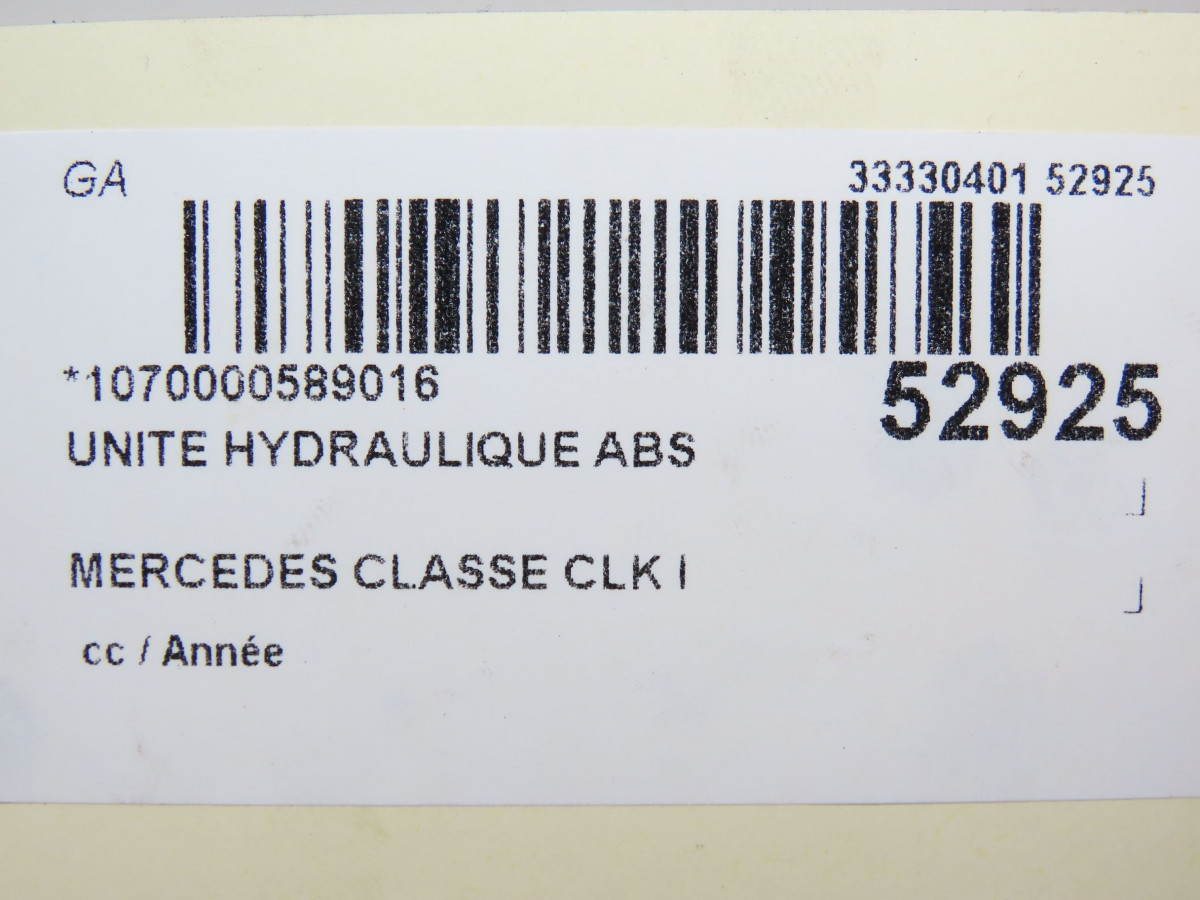 GA 33330401 52925
*1070000589016 52925
UNITE HYDRAULIQUE ABS
MERCEDES CLASSE CLK I
cc / Année